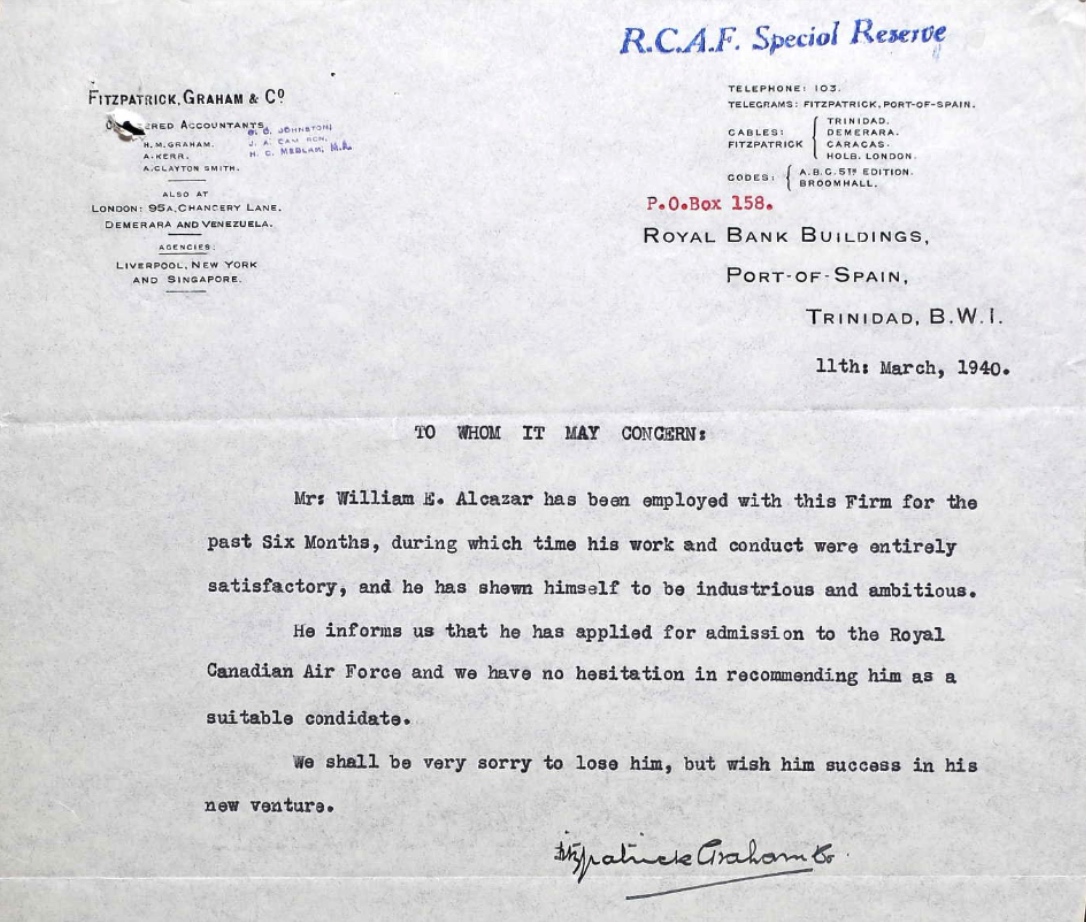 R.C.A.F. Special Reserve
FITZPATRICK, GRAHAM & Cº
ERED ACCOUNTANTS.
H. M. GRAHAM.
A. KERR.
A. CLAYTON SMITH.
JOHNSTON,
J. A.
H. C. M.A.
ALSO AT
LONDON: 95A, CHANCERY LANE.
DEMERARA AND VENEZUELA.
AGENCIES:
LIVERPOOL, NEW YORK
AND SINGAPORE.
TELEPHONE: 103.
TELEGRAMS: FITZPATRICK, PORT-OF-SPAIN.
CABLES: FITZPATRICK
TRINIDAD.
DEMERARA.
CARACAS.
HOLB. LONDON.
CODES:
A.B.C. 5TH EDITION.
BROOMHALL.
P.O.Box 158.
ROYAL BANK BUILDINGS,
PORT-OF-SPAIN,
TRINIDAD, B.W.I.
11th: March, 1940.
TO WHOM IT MAY CONCERN:
Mr: William E. Alcazar has been employed with this Firm for the
past Six Months, during which time his work and conduct were entirely
satisfactory, and he has shewn himself to be industrious and ambitious.
He informs us that he has applied for admission to the Royal
Canadian Air Force and we have no hesitation in recommending him as a
suitable condidate.
We shall be very sorry to lose him, but wish him success in his
new venture.
Fitzpatrick Graham & Co